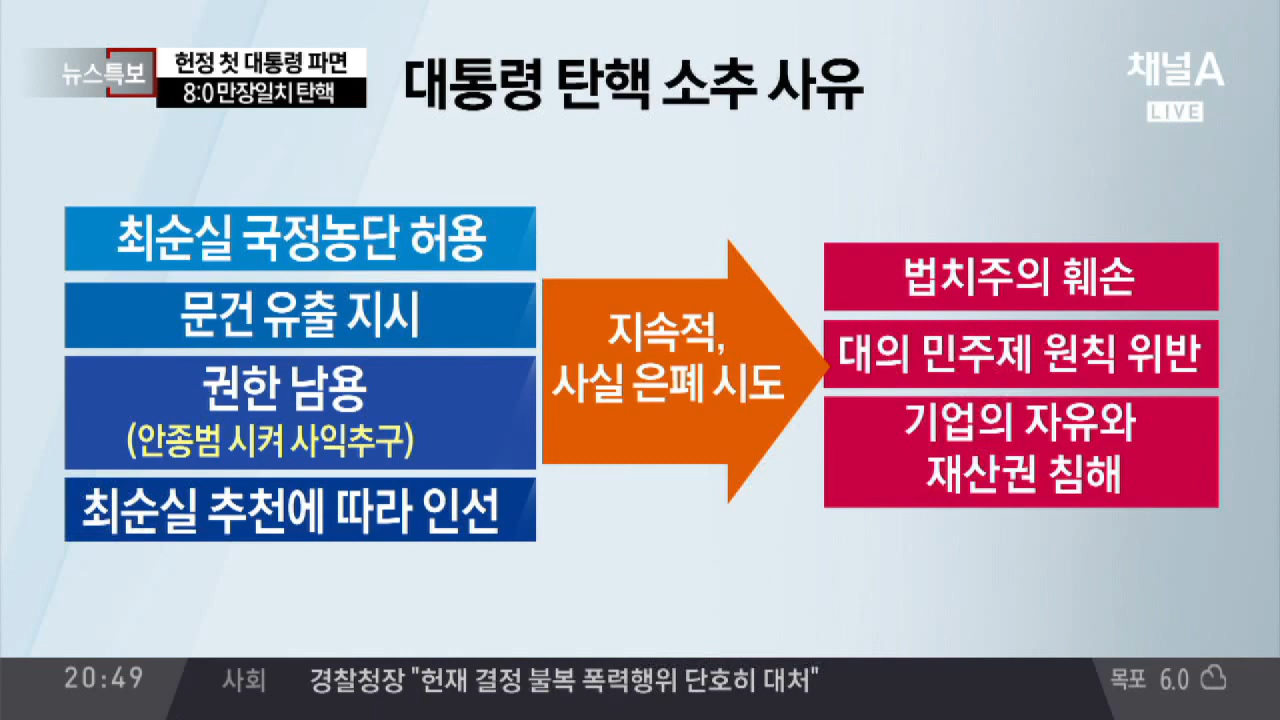 뉴스특보
헌정 첫 대통령 파면
8:0 만장일치 탄핵
대통령 탄핵 소추 사유
채널A
LIVE
최순실 국정농단 허용
문건 유출 지시
권한 남용
(안종범 시켜 사익추구)
최순실 추천에 따라 인선
지속적,
사실 은폐 시도
법치주의 훼손
대의 민주제 원칙 위반
기업의 자유와
재산권 침해
20:49 사회 경찰청장 "헌재 결정 불복 폭력행위 단호히 대처" 목포 6.0